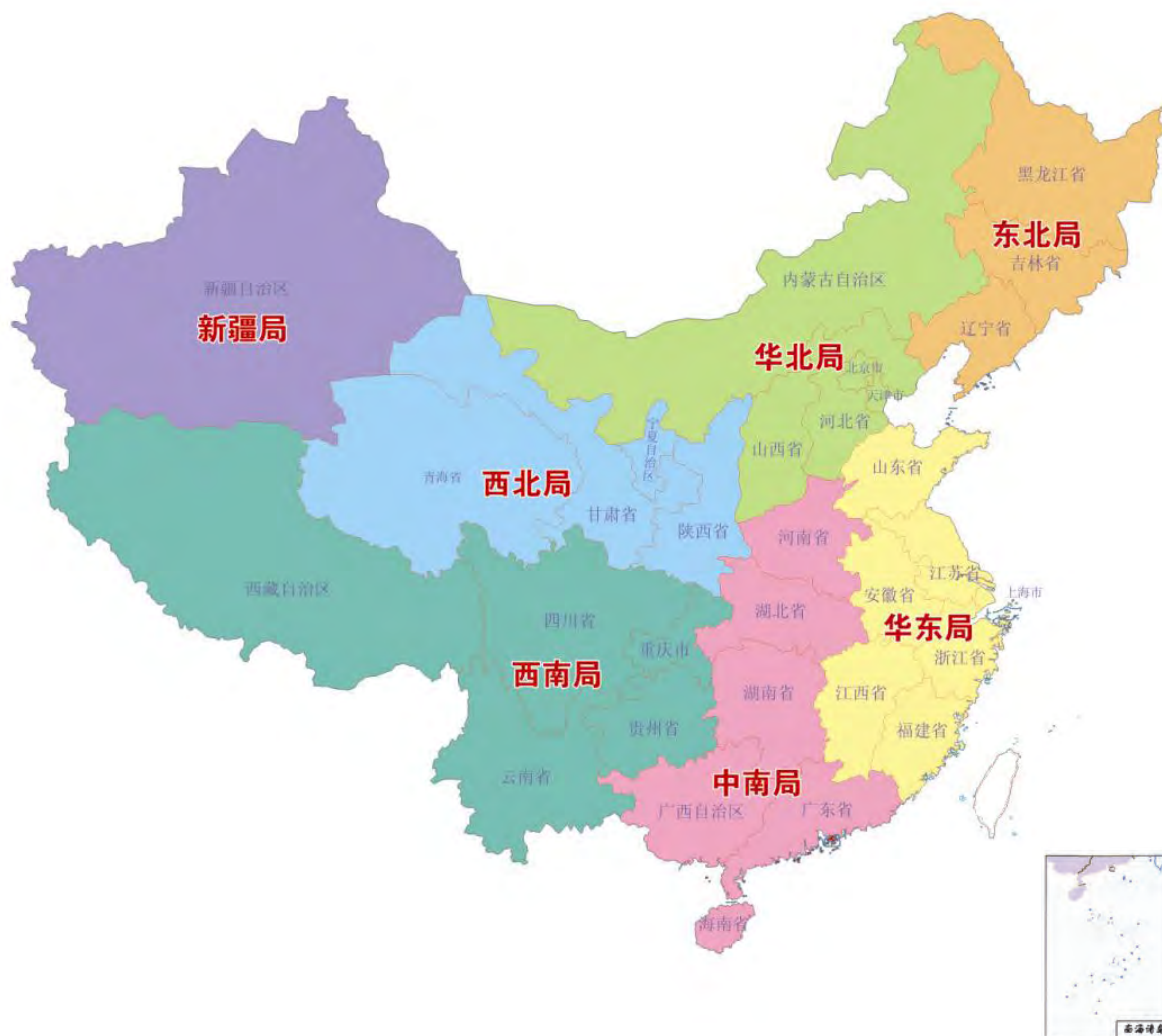 黑龙江省
东北局
吉林省
内蒙古自治区
新疆自治区
新疆局
辽宁省
华北局
北京市
天津市
河北省
宁夏自治区
山西省
山东省
青海省
西北局
甘肃省
陕西省
河南省
江苏省
西藏自治区
安徽省
上海市
湖北省
四川省
华东局
重庆市
浙江省
西南局
湖南省
江西省
贵州省
福建省
云南省
中南局
广西自治区
广东省
海南省
南海诸